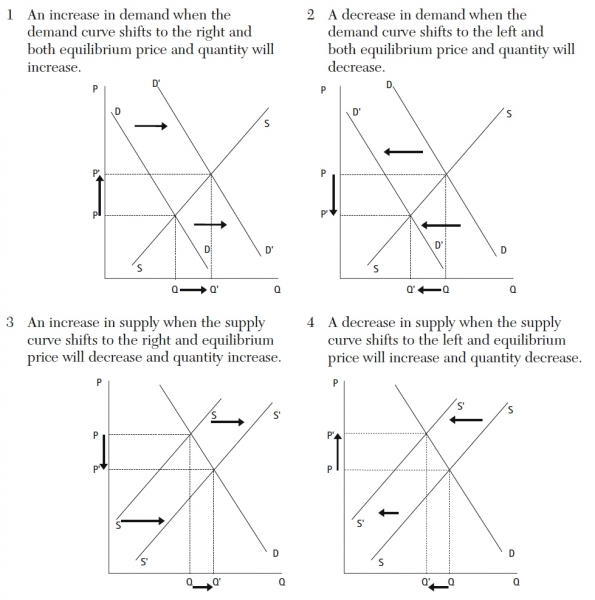 1 An increase in demand when the
demand curve shifts to the right and
both equilibrium price and quantity will
increase.
P
D'
D
S
P'
P
D
D'
S
Q
Q'
Q
2 A decrease in demand when the
demand curve shifts to the left and
both equilibrium price and quantity will
decrease.
P
D
D'
S
P
P'
D'
D
S
Q'
Q
Q
3 An increase in supply when the supply
curve shifts to the right and equilibrium
price will decrease and quantity increase.
P
S
S'
P
P'
S
S'
D
Q
Q'
Q
4 A decrease in supply when the supply
curve shifts to the left and equilibrium
price will increase and quantity decrease.
P
S'
S
P'
P
S'
S
D
Q'
Q
Q